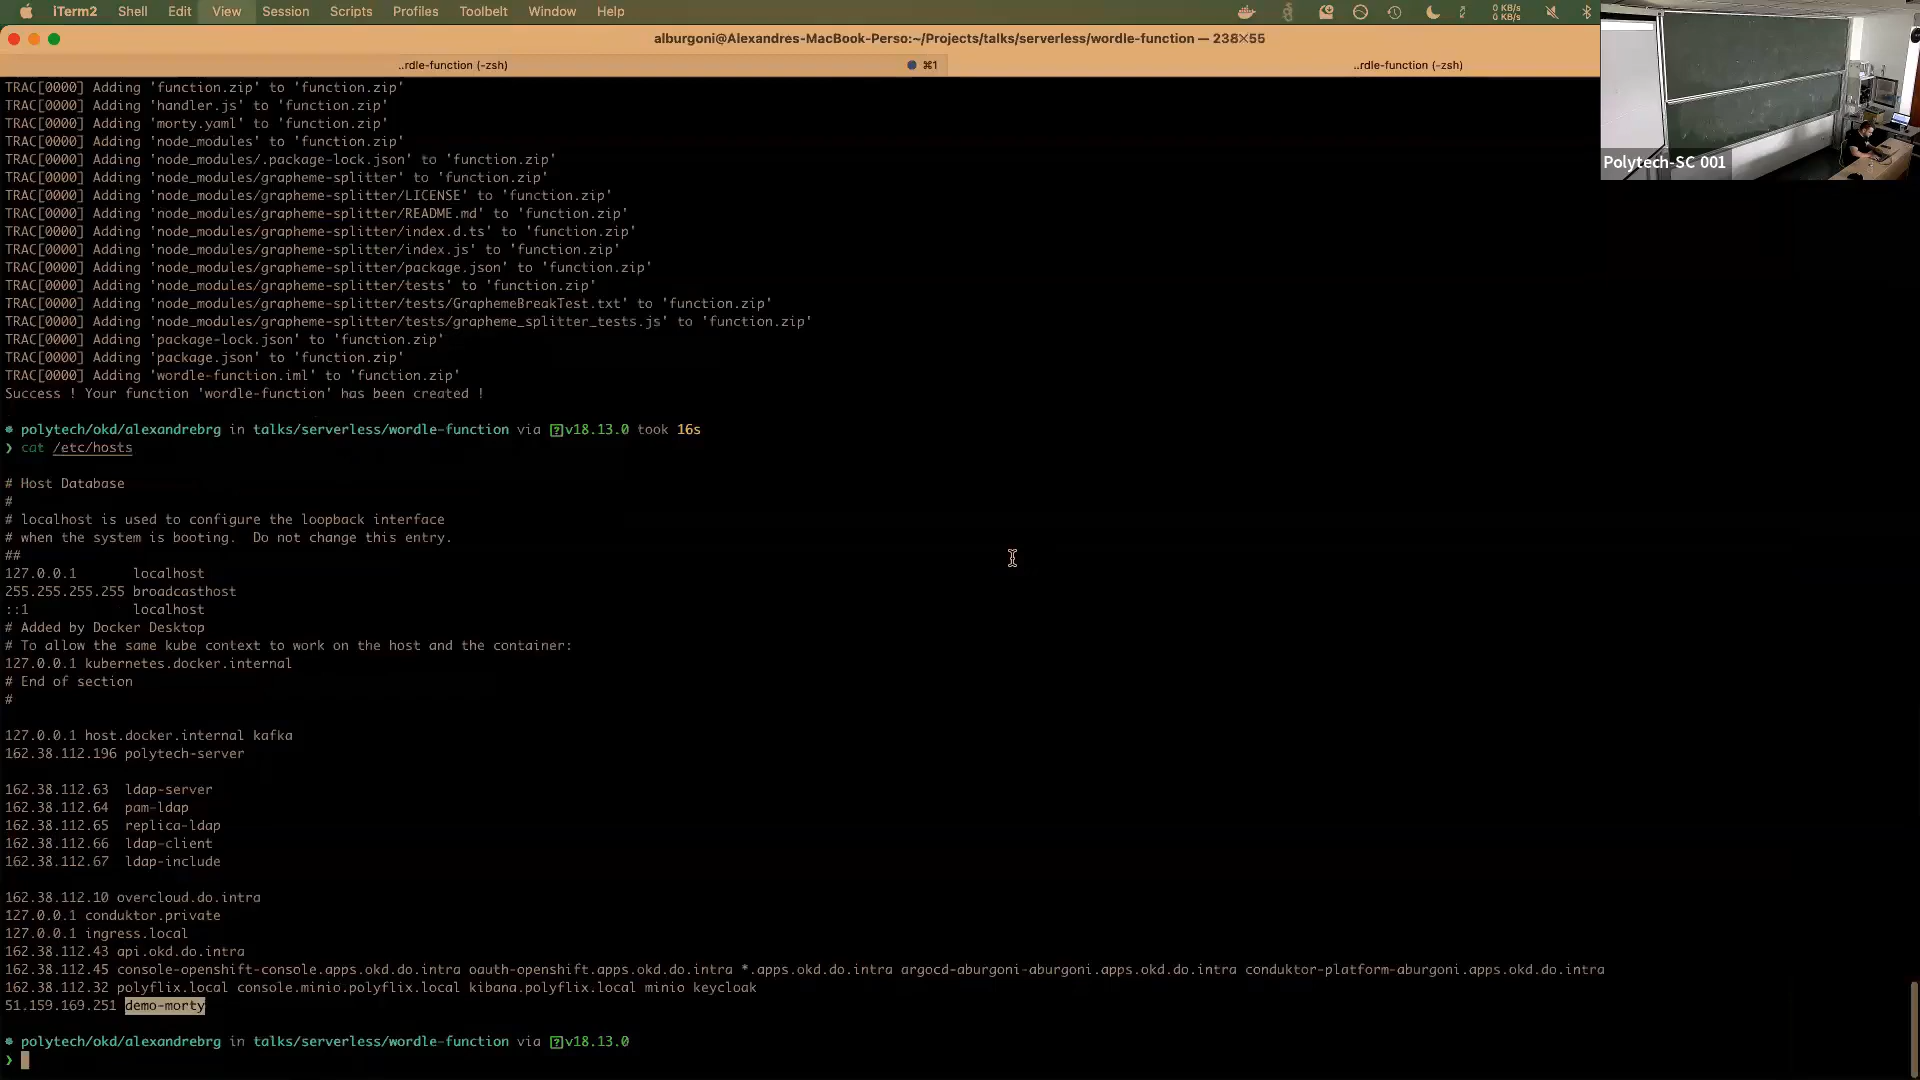 iTerm2 Shell Edit View Session Scripts Profiles Toolbelt Window Help 0 KB/s
0 KB/s
alburgoni@Alexandres-MacBook-Perso:~/Projects/talks/serverless/wordle-function — 238×55
..rdle-function (-zsh) ⌘1 ..rdle-function (-zsh)
TRAC[0000] Adding 'function.zip' to 'function.zip'
TRAC[0000] Adding 'handler.js' to 'function.zip'
TRAC[0000] Adding 'morty.yaml' to 'function.zip'
TRAC[0000] Adding 'node_modules' to 'function.zip'
TRAC[0000] Adding 'node_modules/.package-lock.json' to 'function.zip'
TRAC[0000] Adding 'node_modules/grapheme-splitter' to 'function.zip'
TRAC[0000] Adding 'node_modules/grapheme-splitter/LICENSE' to 'function.zip'
TRAC[0000] Adding 'node_modules/grapheme-splitter/README.md' to 'function.zip'
TRAC[0000] Adding 'node_modules/grapheme-splitter/index.d.ts' to 'function.zip'
TRAC[0000] Adding 'node_modules/grapheme-splitter/index.js' to 'function.zip'
TRAC[0000] Adding 'node_modules/grapheme-splitter/package.json' to 'function.zip'
TRAC[0000] Adding 'node_modules/grapheme-splitter/tests' to 'function.zip'
TRAC[0000] Adding 'node_modules/grapheme-splitter/tests/GraphemeBreakTest.txt' to 'function.zip'
TRAC[0000] Adding 'node_modules/grapheme-splitter/tests/grapheme_splitter_tests.js' to 'function.zip'
TRAC[0000] Adding 'package-lock.json' to 'function.zip'
TRAC[0000] Adding 'package.json' to 'function.zip'
TRAC[0000] Adding 'wordle-function.iml' to 'function.zip'
Success ! Your function 'wordle-function' has been created !
polytech/okd/alexandrebrg in talks/serverless/wordle-function via v18.13.0 took 16s
❯ cat /etc/hosts
# Host Database
#
# localhost is used to configure the loopback interface
# when the system is booting.  Do not change this entry.
##
127.0.0.1       localhost
255.255.255.255 broadcasthost
::1             localhost
# Added by Docker Desktop
# To allow the same kube context to work on the host and the container:
127.0.0.1 kubernetes.docker.internal
# End of section
#
127.0.0.1 host.docker.internal kafka
162.38.112.196 polytech-server
162.38.112.63  ldap-server
162.38.112.64  pam-ldap
162.38.112.65  replica-ldap
162.38.112.66  ldap-client
162.38.112.67  ldap-include
162.38.112.10 overcloud.do.intra
127.0.0.1 conduktor.private
127.0.0.1 ingress.local
162.38.112.43 api.okd.do.intra
162.38.112.45 console-openshift-console.apps.okd.do.intra oauth-openshift.apps.okd.do.intra *.apps.okd.do.intra argocd-aburgoni-aburgoni.apps.okd.do.intra conduktor-platform-aburgoni.apps.okd.do.intra
162.38.112.32 polyflix.local console.minio.polyflix.local kibana.polyflix.local minio keycloak
51.159.169.251 demo-morty
polytech/okd/alexandrebrg in talks/serverless/wordle-function via v18.13.0
❯
Polytech-SC 001